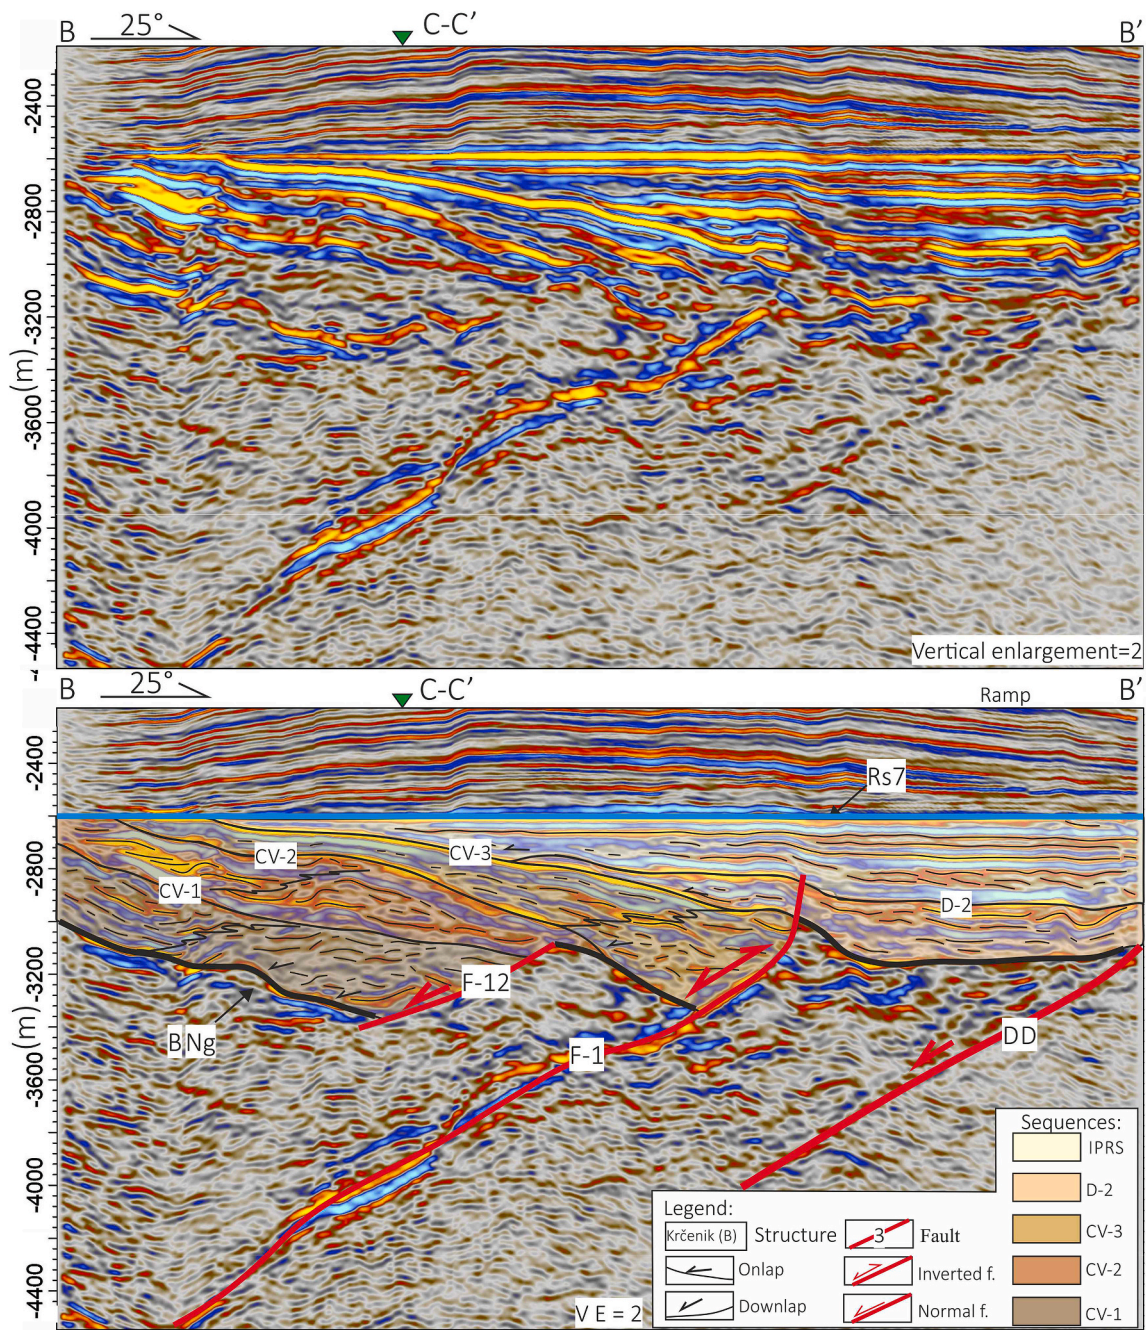 B 25° C-C' B'
-2400
-2800
-3200
(m)
-3600
-4000
-4400
Vertical enlargement=2
B 25° C-C' B'
Ramp
-2400
Rs7
CV-2
CV-3
-2800
CV-1
D-2
-3200
F-12
(m)
B Ng
F-1
DD
-3600
-4000
-4400
V E = 2
Sequences:
IPRS
D-2
CV-3
CV-2
CV-1
Legend:
Krčenik (B) Structure
3 Fault
Onlap
Inverted f.
Downlap
Normal f.